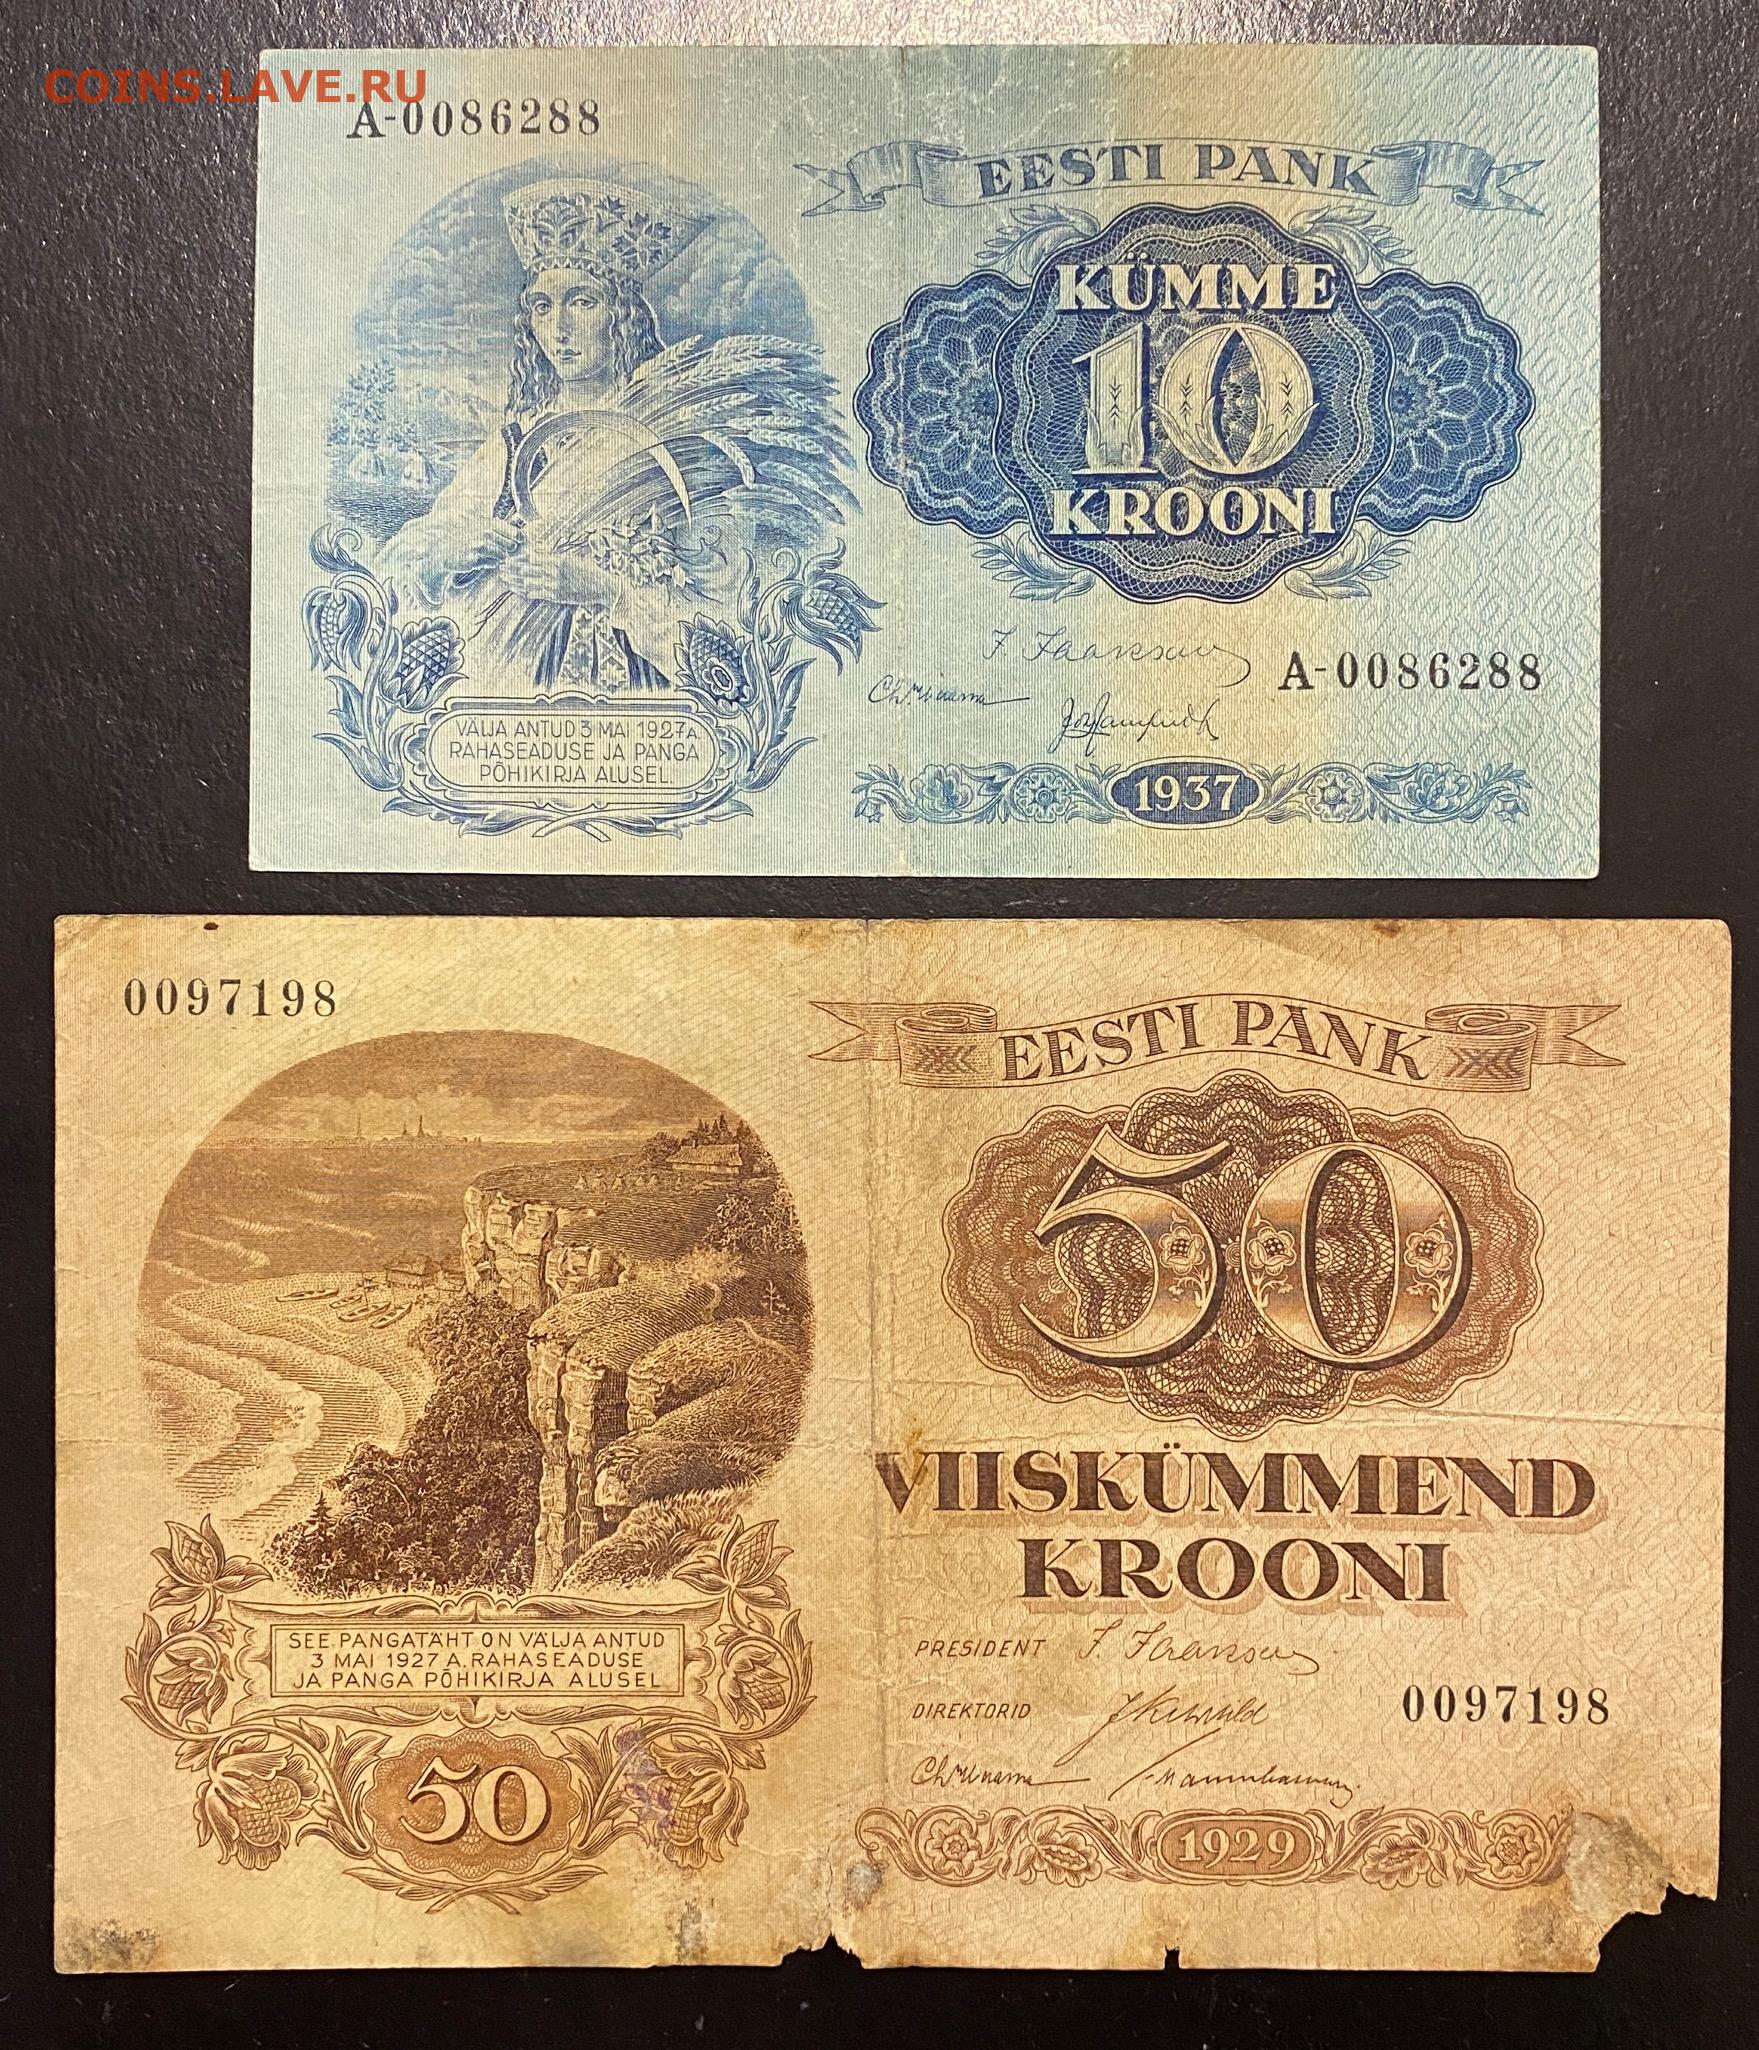 COINS.LAVE.RU
A-0086288
EESTI PANK
KÜMME
10
KROONI
A-0086288
VÄLJA ANTUD 3 MAI 1927 A.
RAHASEADUSE JA PANGA
PÕHIKIRJA ALUSEL.
1937
0097198
EESTI PANK
50
VIISKÜMMEND
KROONI
SEE PANGATÄHT ON VÄLJA ANTUD
3 MAI 1927 A. RAHASEADUSE
JA PANGA PÕHIKIRJA ALUSEL
PRESIDENT
DIREKTORID
0097198
50
1929